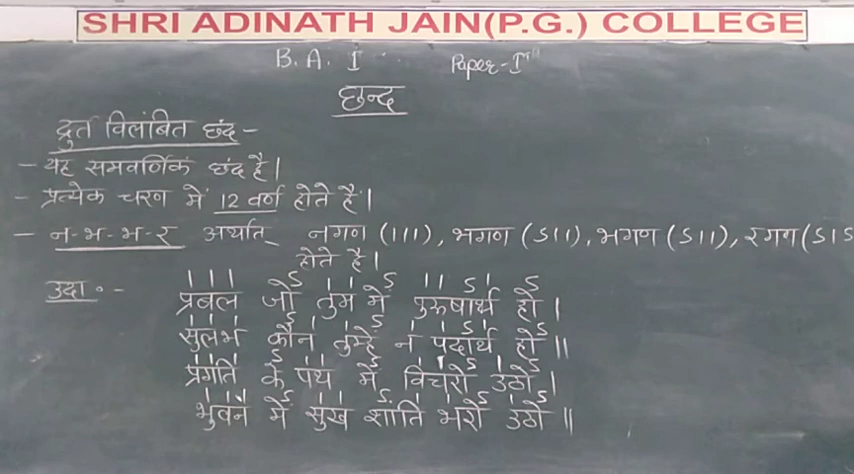 SHRI ADINATH JAIN(P.G.) COLLEGE
B. A. I Paper-I
छन्द
द्रुत विलंबित छंद -
- यह समवर्णिक छंद है।
- प्रत्येक चरण में 12 वर्ण होते है।
- न-भ-भ-र अर्थात् नगण (।।।), भगण (ऽ।।), भगण (ऽ।।), रगण(ऽ।ऽ
होते है।
।।। ऽ ।। ऽ ।। ऽ। ऽ
उदा०- प्रबल जो तुम में पुरुषार्थ हो।
सुलभ कौन तुम्हे न पदार्थ हो॥
प्रगति के पथ में विचरो उठो।
भुवन में सुख शांति भरो उठो॥